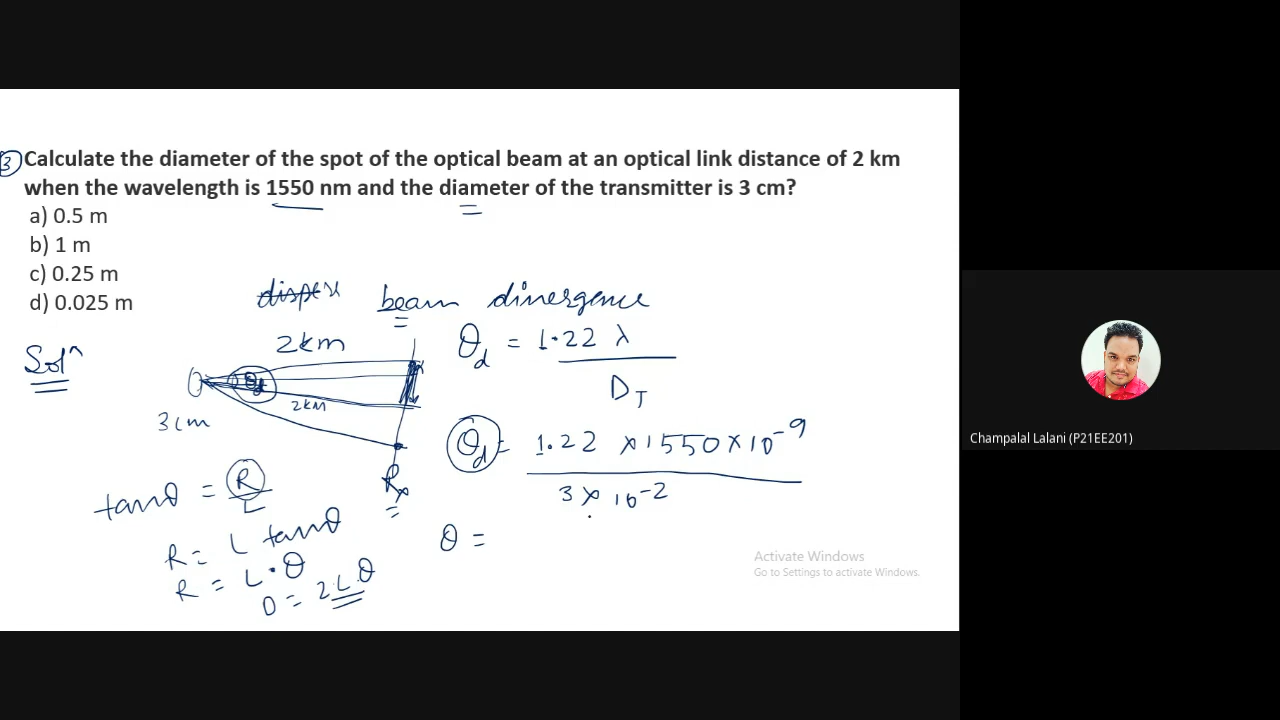 3 Calculate the diameter of the spot of the optical beam at an optical link distance of 2 km
when the wavelength is 1550 nm and the diameter of the transmitter is 3 cm?
a) 0.5 m
b) 1 m
c) 0.25 m
d) 0.025 m
beam divergence
Solⁿ
2km
θd = 1.22 λ
DT
θd
2km
3cm
θd = 1.22 × 1550 × 10⁻⁹
3 × 10⁻²
Rx
tanθ = R
L
R = L tanθ
R = L · θ
D = 2 L θ
θ =
Champalal Lalani (P21EE201)
Activate Windows
Go to Settings to activate Windows.